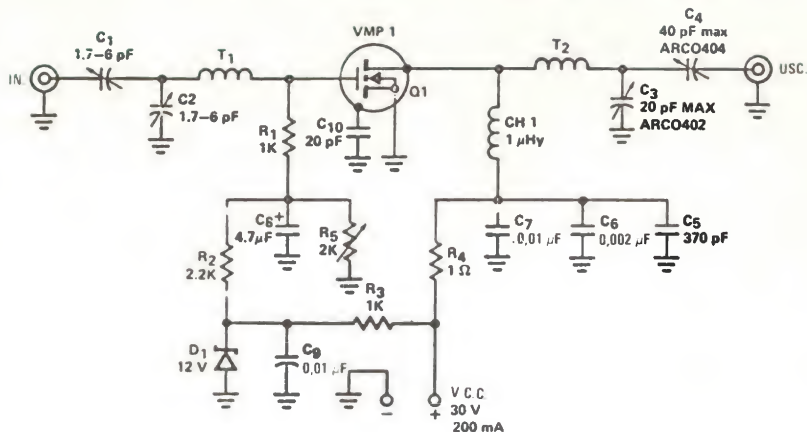 C1
1.7–6 pF
IN.
C2
1.7–6 pF
T1
VMP 1
Q1
C10
20 pF
R1
1K
T2
C4
40 pF max
ARCO404
USC.
C3
20 pF MAX
ARCO402
CH 1
1 μHy
C8 +
4.7μF
R5
2K
R2
2.2K
R3
1K
R4
1 Ω
C7
.0,01 μF
C6
0,002 μF
C5
370 pF
D1
12 V
C9
0,01 μF
–
+
V C.C.
30 V
200 mA